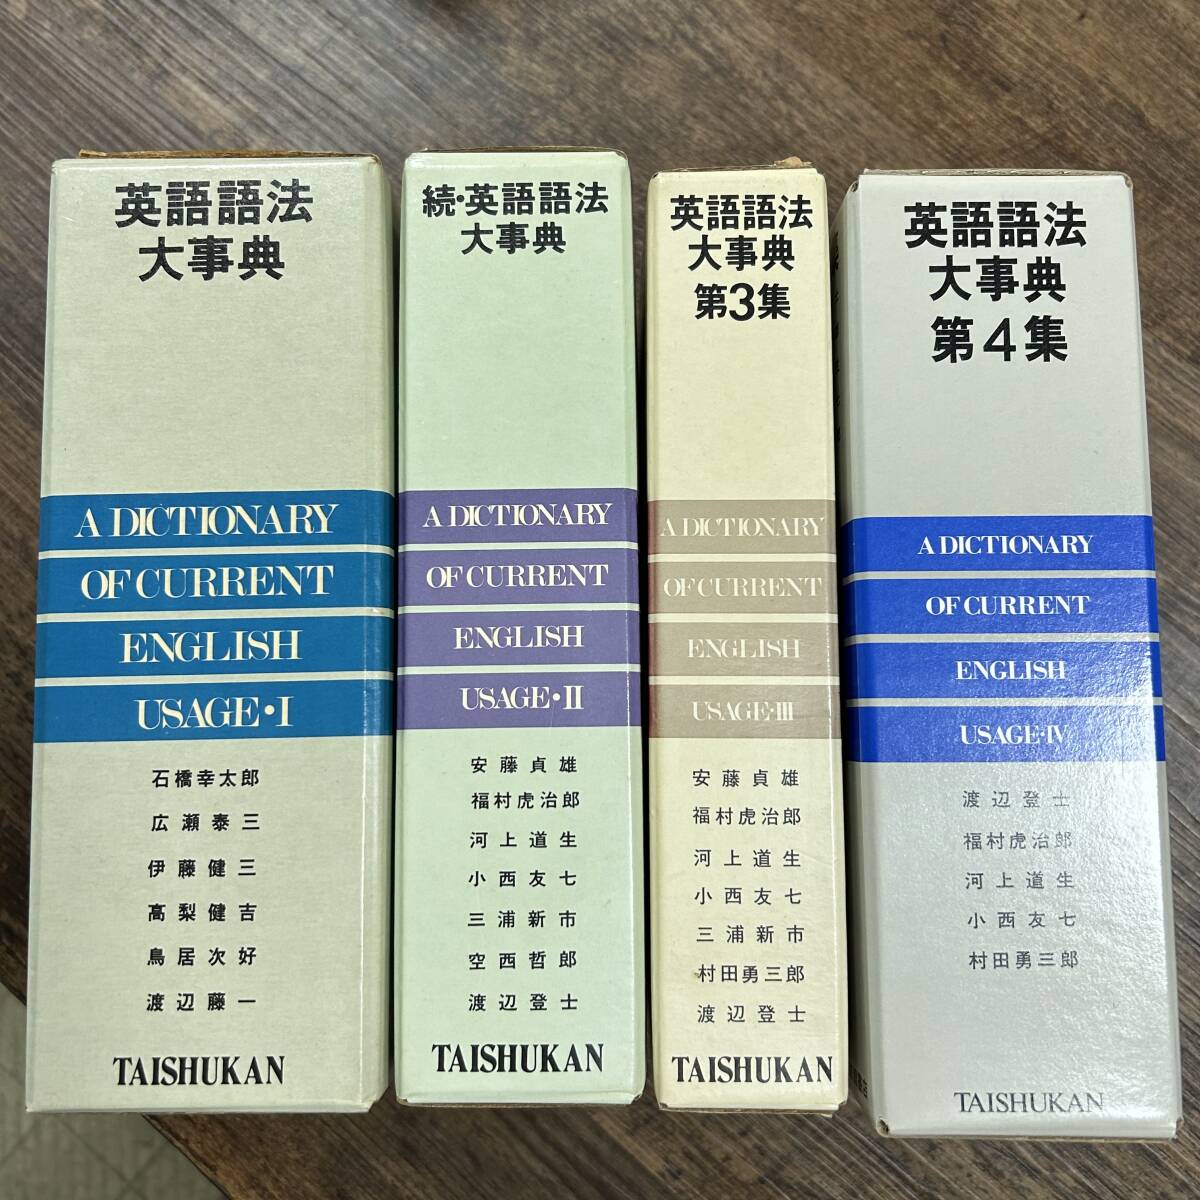 英語語法
大事典
A DICTIONARY
OF CURRENT
ENGLISH
USAGE・I
石橋幸太郎
広瀬泰三
伊藤健三
高梨健吉
鳥居次好
渡辺藤一
TAISHUKAN
続・英語語法
大事典
A DICTIONARY
OF CURRENT
ENGLISH
USAGE・II
安藤貞雄
福村虎治郎
河上道生
小西友七
三浦新市
空西哲郎
渡辺登士
TAISHUKAN
英語語法
大事典
第3集
A DICTIONARY
OF CURRENT
ENGLISH
USAGE・III
安藤貞雄
福村虎治郎
河上道生
小西友七
三浦新市
村田勇三郎
渡辺登士
TAISHUKAN
英語語法
大事典
第4集
A DICTIONARY
OF CURRENT
ENGLISH
USAGE・IV
渡辺登士
福村虎治郎
河上道生
小西友七
村田勇三郎
TAISHUKAN